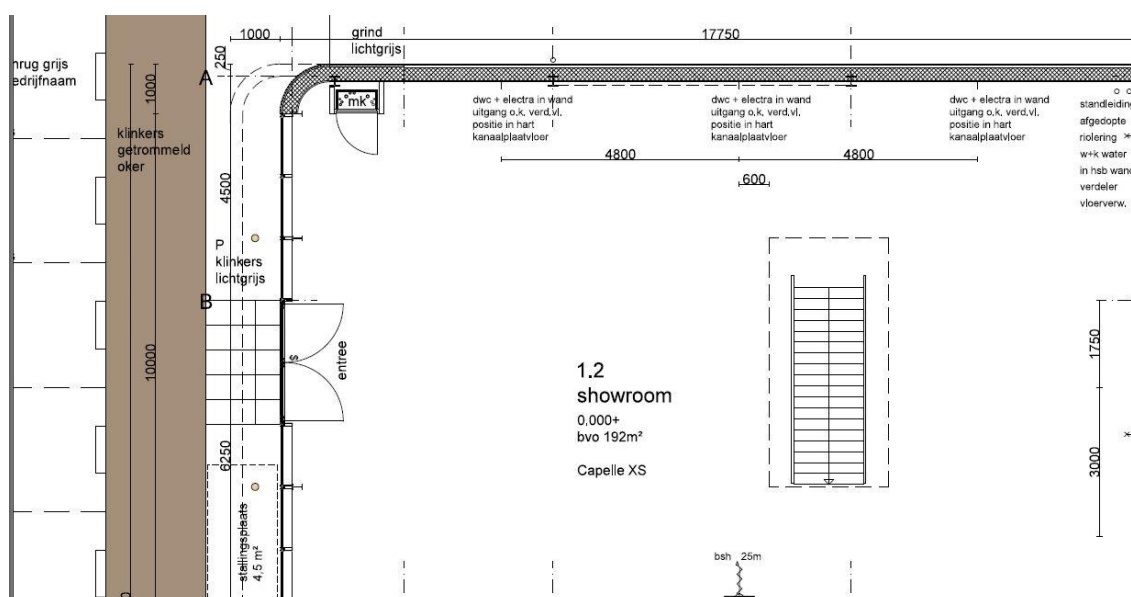 1000
grind
lichtgrijs
17750
250
A
nrug grijs
edrijfnaam
1000
mk
dwc + electra in wand
uitgang o.k. verd.vl.
positie in hart
kanaalplaatvloer
dwc + electra in wand
uitgang o.k. verd.vl.
positie in hart
kanaalplaatvloer
dwc + electra in wand
uitgang o.k. verd.vl.
positie in hart
kanaalplaatvloer
standleiding
afgedopte
riolering
w+k water
in hsb wand
verdeler
vloerverw.
klinkers
getrommeld
oker
4800
4800
600
4500
P
klinkers
lichtgrijs
B
10000
s
entree
1.2
showroom
0,000+
bvo 192m²
Capelle XS
1750
3000
6250
stallingsplaats
4,5 m²
bsh 25m